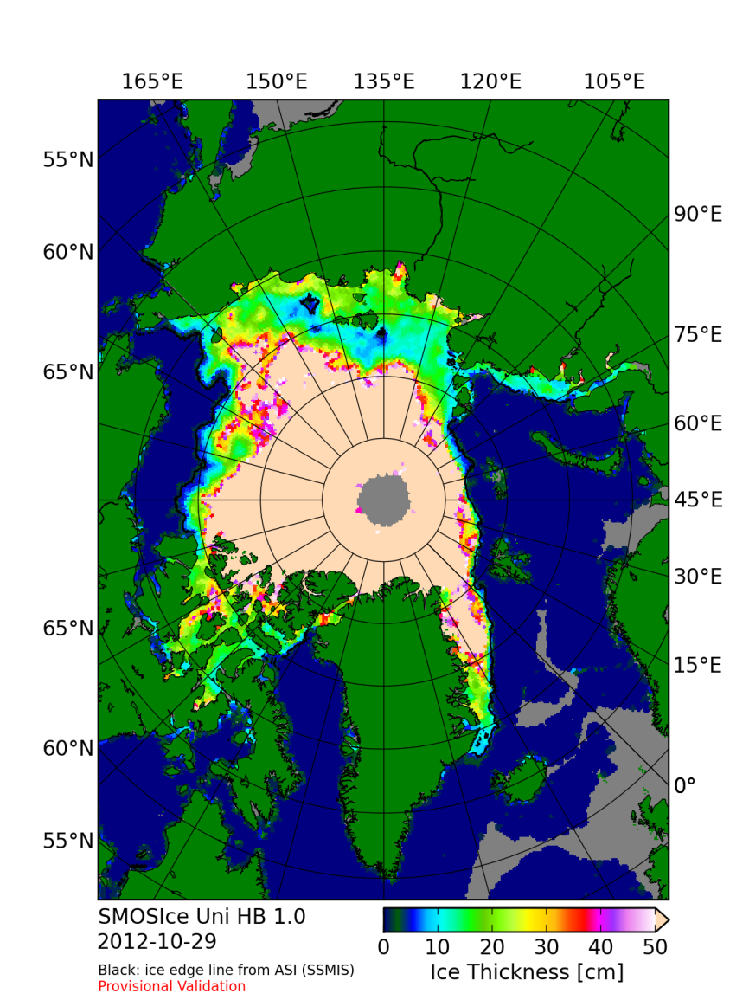 165°E 150°E 135°E 120°E 105°E
55°N
90°E
60°N
75°E
65°N
60°E
45°E
30°E
65°N
15°E
60°N
0°
55°N
SMOSIce Uni HB 1.0
2012-10-29
0 10 20 30 40 50
Black: ice edge line from ASI (SSMIS)
Ice Thickness [cm]
Provisional Validation